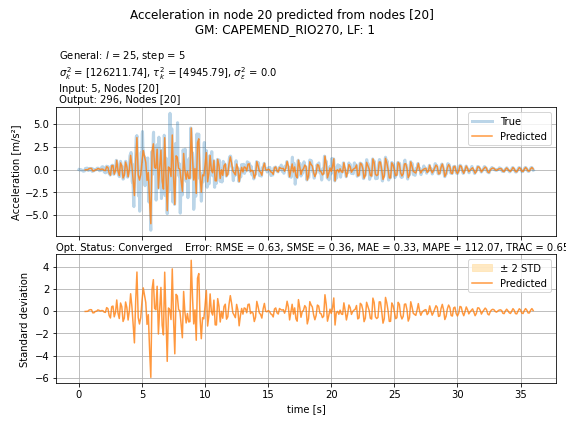 Acceleration in node 20 predicted from nodes [20]
GM: CAPEMEND_RIO270, LF: 1
General: l = 25, step = 5
σ²ₖ = [126211.74], τ²ₖ = [4945.79], σ²ε = 0.0
Input: 5, Nodes [20]
Output: 296, Nodes [20]
Acceleration [m/s²]
5.0
2.5
0.0
−2.5
−5.0
True
Predicted
Opt. Status: Converged Error: RMSE = 0.63, SMSE = 0.36, MAE = 0.33, MAPE = 112.07, TRAC = 0.65
Standard deviation
4
2
0
−2
−4
−6
± 2 STD
Predicted
0 5 10 15 20 25 30 35
time [s]